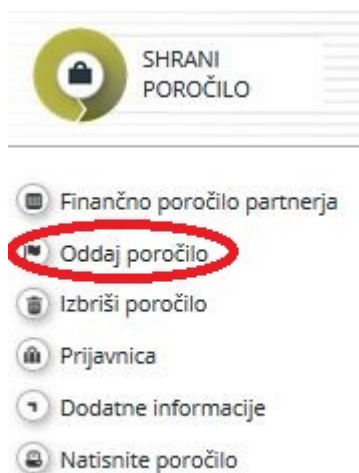 SHRANI
POROČILO
Finančno poročilo partnerja
Oddaj poročilo
Izbriši poročilo
Prijavnica
Dodatne informacije
Natisnite poročilo